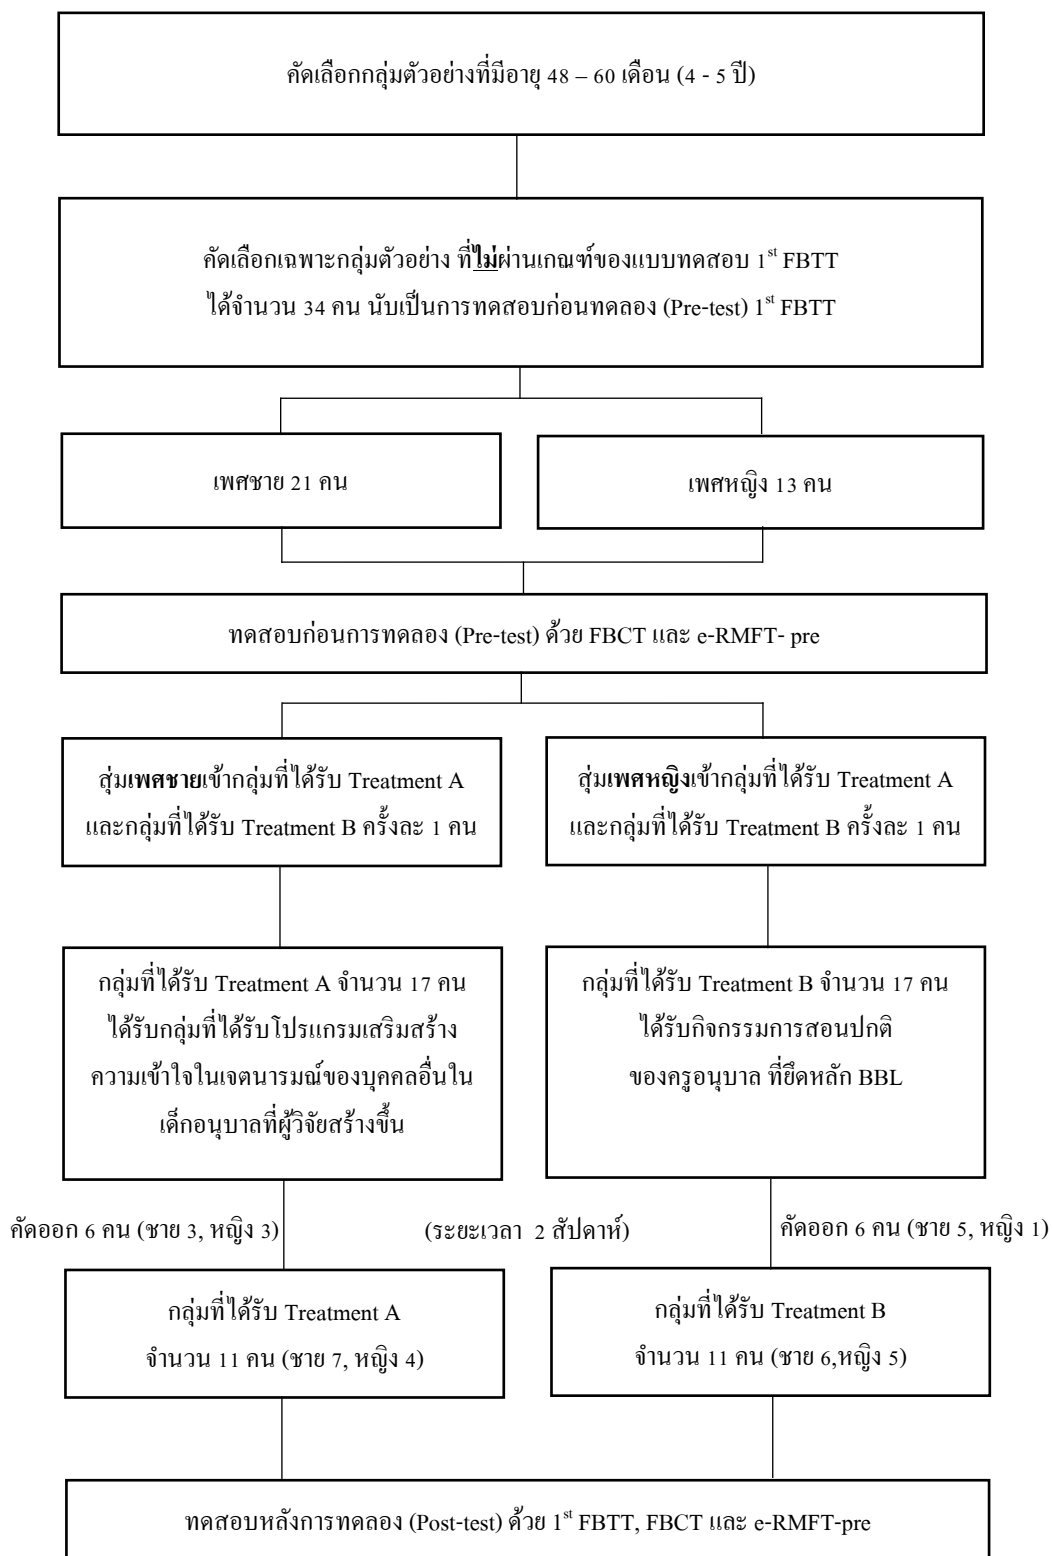 คัดเลือกกลุ่มตัวอย่างที่มีอายุ 48 – 60 เดือน (4 - 5 ปี)
คัดเลือกเฉพาะกลุ่มตัวอย่าง ที่ไม่ผ่านเกณฑ์ของแบบทดสอบ 1st FBTT
ได้จำนวน 34 คน นับเป็นการทดสอบก่อนทดลอง (Pre-test) 1st FBTT
เพศชาย 21 คน
เพศหญิง 13 คน
ทดสอบก่อนการทดลอง (Pre-test) ด้วย FBCT และ e-RMFT- pre
สุ่มเพศชายเข้ากลุ่มที่ได้รับ Treatment A
และกลุ่มที่ได้รับ Treatment B ครั้งละ 1 คน
สุ่มเพศหญิงเข้ากลุ่มที่ได้รับ Treatment A
และกลุ่มที่ได้รับ Treatment B ครั้งละ 1 คน
กลุ่มที่ได้รับ Treatment A จำนวน 17 คน
ได้รับกลุ่มที่ได้รับโปรแกรมเสริมสร้าง
ความเข้าใจในเจตนารมณ์ของบุคคลอื่นใน
เด็กอนุบาลที่ผู้วิจัยสร้างขึ้น
กลุ่มที่ได้รับ Treatment B จำนวน 17 คน
ได้รับกิจกรรมการสอนปกติ
ของครูอนุบาล ที่ยึดหลัก BBL
คัดออก 6 คน (ชาย 3, หญิง 3)
(ระยะเวลา 2 สัปดาห์)
คัดออก 6 คน (ชาย 5, หญิง 1)
กลุ่มที่ได้รับ Treatment A
จำนวน 11 คน (ชาย 7, หญิง 4)
กลุ่มที่ได้รับ Treatment B
จำนวน 11 คน (ชาย 6,หญิง 5)
ทดสอบหลังการทดลอง (Post-test) ด้วย 1st FBTT, FBCT และ e-RMFT-pre